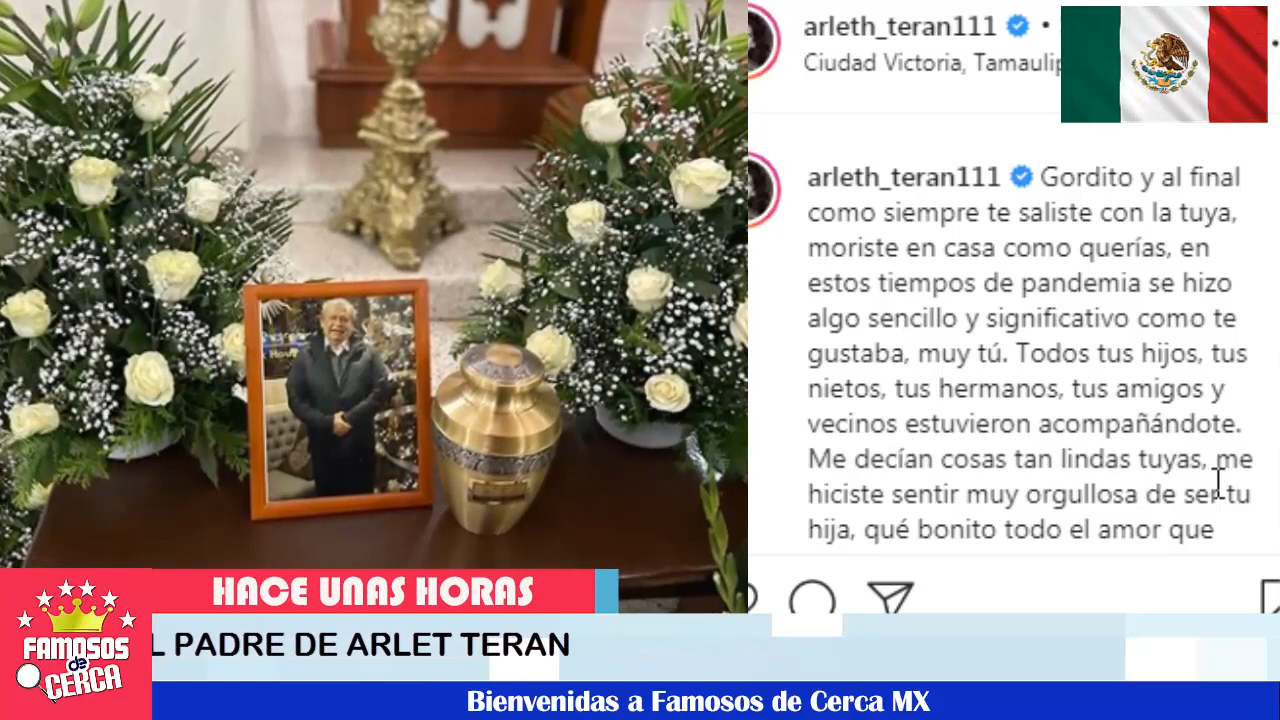 arleth_teran111
Ciudad Victoria, Tamaulip
arleth_teran111 Gordito y al final
como siempre te saliste con la tuya,
moriste en casa como querías, en
estos tiempos de pandemia se hizo
algo sencillo y significativo como te
gustaba, muy tú. Todos tus hijos, tus
nietos, tus hermanos, tus amigos y
vecinos estuvieron acompañándote.
Me decían cosas tan lindas tuyas, me
hiciste sentir muy orgullosa de ser tu
hija, qué bonito todo el amor que
HACE UNAS HORAS
L PADRE DE ARLET TERAN
FAMOSOS
de
CERCA
Bienvenidas a Famosos de Cerca MX